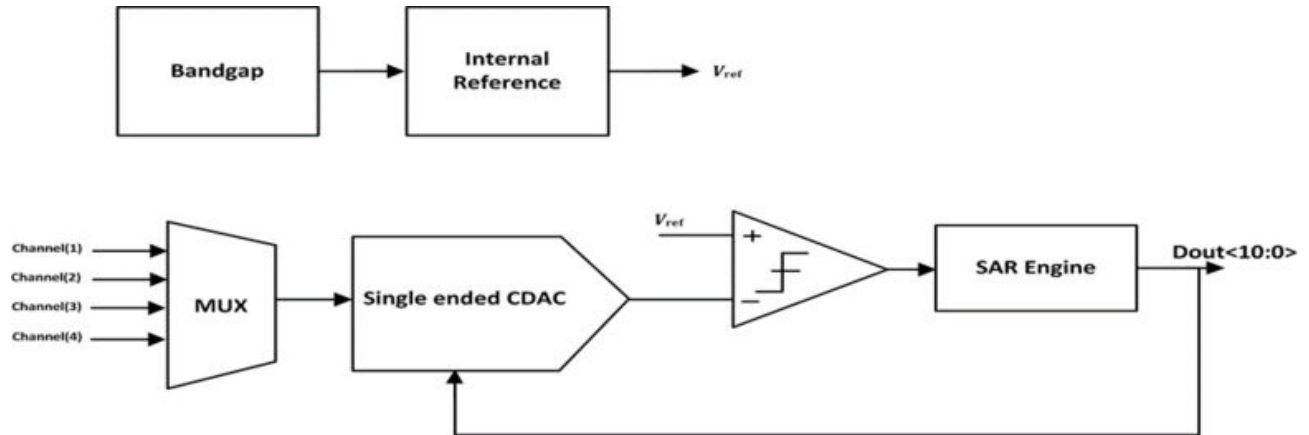 Bandgap
Internal
Reference
Vref
Channel(1)
Channel(2)
Channel(3)
Channel(4)
MUX
Single ended CDAC
Vref
+
−
SAR Engine
Dout<10:0>